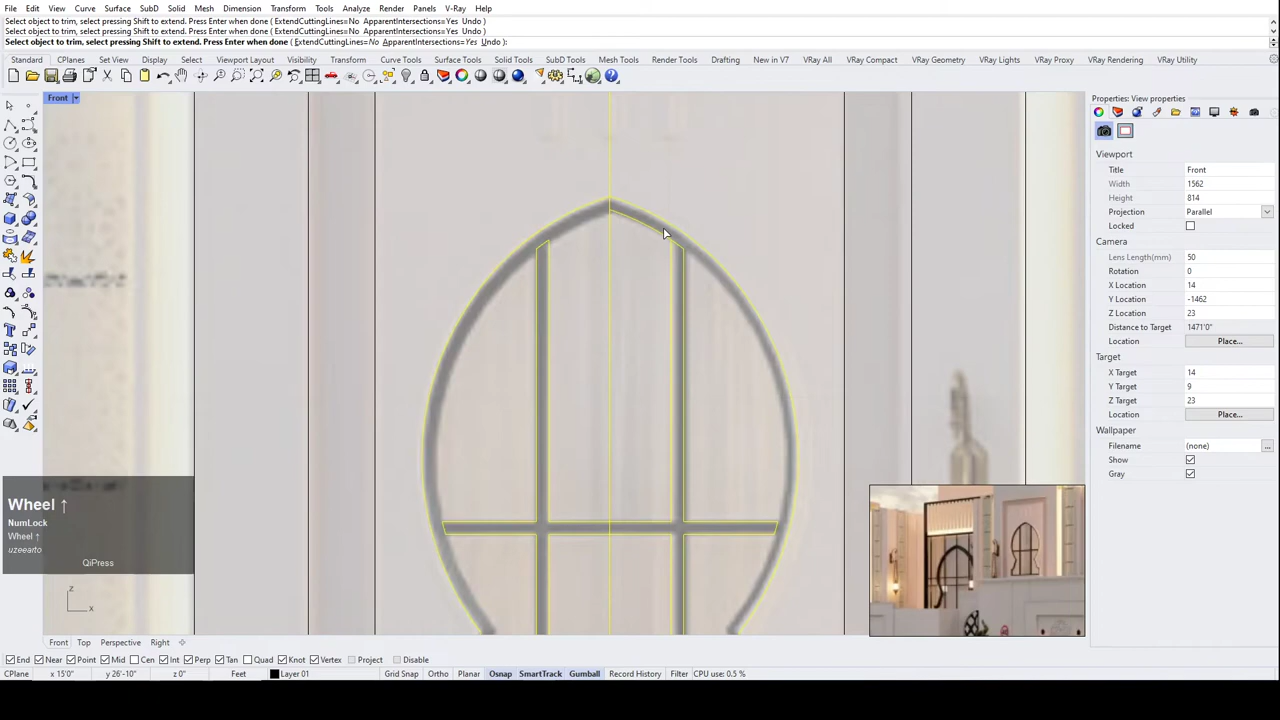 File Edit View Curve Surface SubD Solid Mesh Dimension Transform Tools Analyze Render Panels V-Ray Window Help
Select object to trim, select pressing Shift to extend. Press Enter when done ( ExtendCuttingLines=No ApparentIntersections=Yes Undo )
Select object to trim, select pressing Shift to extend. Press Enter when done ( ExtendCuttingLines=No ApparentIntersections=Yes Undo )
Select object to trim, select pressing Shift to extend. Press Enter when done ( ExtendCuttingLines=No ApparentIntersections=Yes Undo ):
Standard CPlanes Set View Display Select Viewport Layout Visibility Transform Curve Tools Surface Tools Solid Tools SubD Tools Mesh Tools Render Tools Drafting New in V7 VRay All VRay Compact VRay Geometry VRay Lights VRay Proxy VRay Rendering VRay Utility
Front
Properties: View properties
Viewport
Title Front
Width 1562
Height 814
Projection Parallel
Locked
Camera
Lens Length(mm) 50
Rotation 0
X Location 14
Y Location -1462
Z Location 23
Distance to Target 1471'0"
Location Place...
Target
X Target 14
Y Target 9
Z Target 23
Location Place...
Wallpaper
Filename (none) ...
Show
Gray
Wheel ↑
NumLock
Wheel ↑
uzeearto
QiPress
z
x
Front Top Perspective Right
End Near Point Mid Cen Int Perp Tan Quad Knot Vertex Project Disable
CPlane x 15'0" y 26'-10" z 0" Feet Layer 01 Grid Snap Ortho Planar Osnap SmartTrack Gumball Record History Filter CPU use: 0.5 %